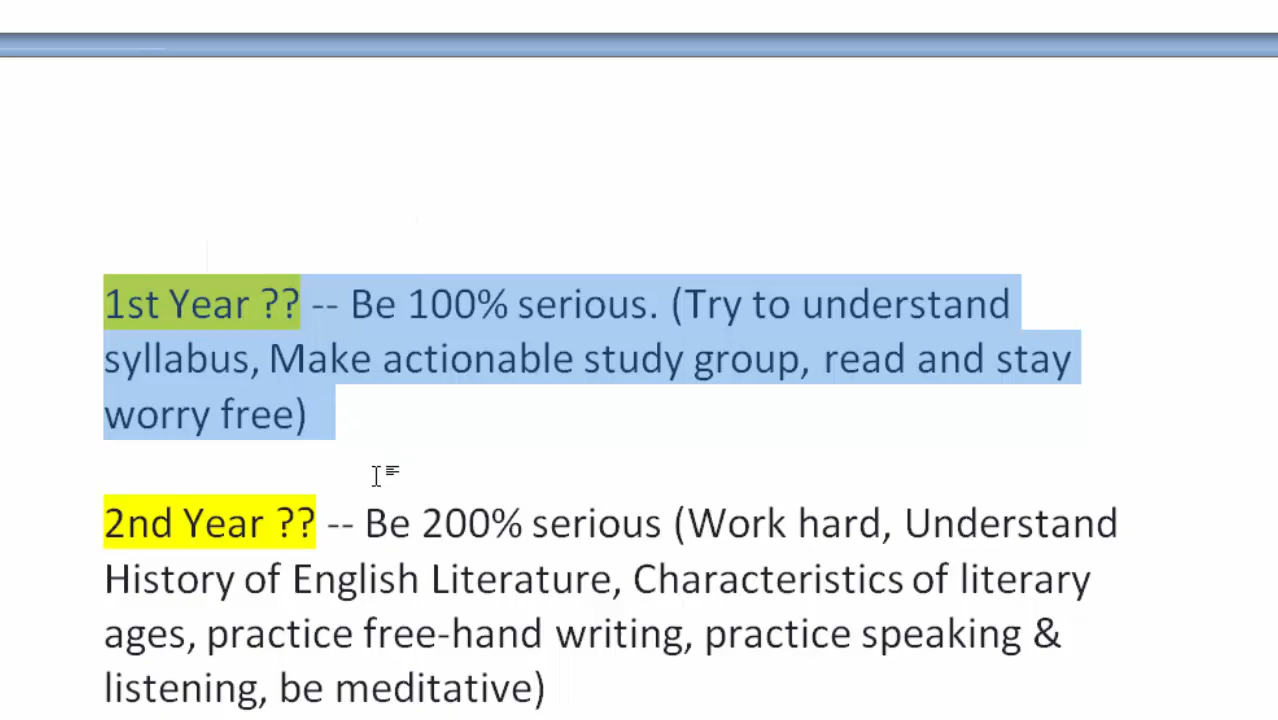 1st Year ?? -- Be 100% serious. (Try to understand
syllabus, Make actionable study group, read and stay
worry free)
2nd Year ?? -- Be 200% serious (Work hard, Understand
History of English Literature, Characteristics of literary
ages, practice free-hand writing, practice speaking &
listening, be meditative)